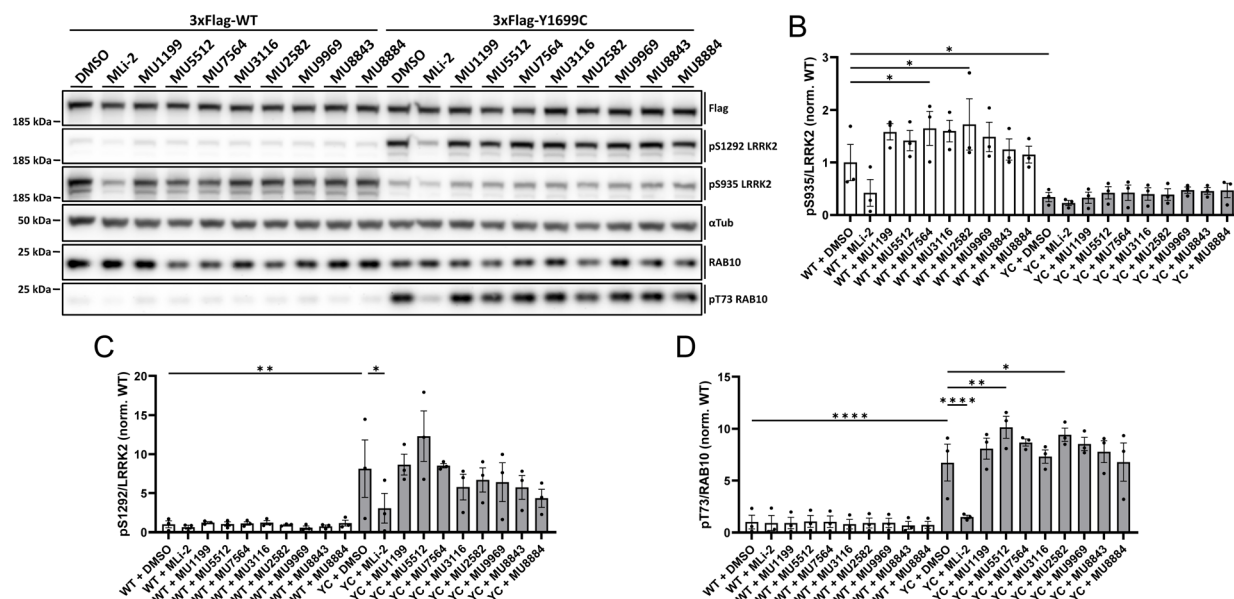 3xFlag-WT
3xFlag-Y1699C
DMSO
MLi-2
MU1199
MU5512
MU7564
MU3116
MU2582
MU9969
MU8843
MU8884
DMSO
MLi-2
MU1199
MU5512
MU7564
MU3116
MU2582
MU9969
MU8843
MU8884
185 kDa
Flag
185 kDa
pS1292 LRRK2
185 kDa
pS935 LRRK2
50 kDa
αTub
25 kDa
RAB10
25 kDa
pT73 RAB10
B
pS935/LRRK2 (norm. WT)
3
2
1
0
*
*
*
WT + DMSO
WT + MLi-2
WT + MU1199
WT + MU5512
WT + MU7564
WT + MU3116
WT + MU2582
WT + MU9969
WT + MU8843
WT + MU8884
YC + DMSO
YC + MLi-2
YC + MU1199
YC + MU5512
YC + MU7564
YC + MU3116
YC + MU2582
YC + MU9969
YC + MU8843
YC + MU8884
C
pS1292/LRRK2 (norm. WT)
20
15
10
5
0
**
*
WT + DMSO
WT + MLi-2
WT + MU1199
WT + MU5512
WT + MU7564
WT + MU3116
WT + MU2582
WT + MU9969
WT + MU8843
WT + MU8884
YC + DMSO
YC + MLi-2
YC + MU1199
YC + MU5512
YC + MU7564
YC + MU3116
YC + MU2582
YC + MU9969
YC + MU8843
YC + MU8884
D
pT73/RAB10 (norm. WT)
15
10
5
0
*
**
****
****
WT + DMSO
WT + MLi-2
WT + MU1199
WT + MU5512
WT + MU7564
WT + MU3116
WT + MU2582
WT + MU9969
WT + MU8843
WT + MU8884
YC + DMSO
YC + MLi-2
YC + MU1199
YC + MU5512
YC + MU7564
YC + MU3116
YC + MU2582
YC + MU9969
YC + MU8843
YC + MU8884